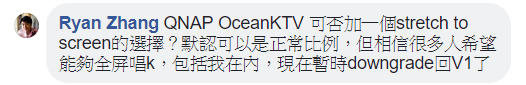 Ryan Zhang QNAP OceanKTV 可否加一個stretch to
screen的選擇？默認可以是正常比例，但相信很多人希望
能夠全屏唱k，包括我在內，現在暫時downgrade回V1了